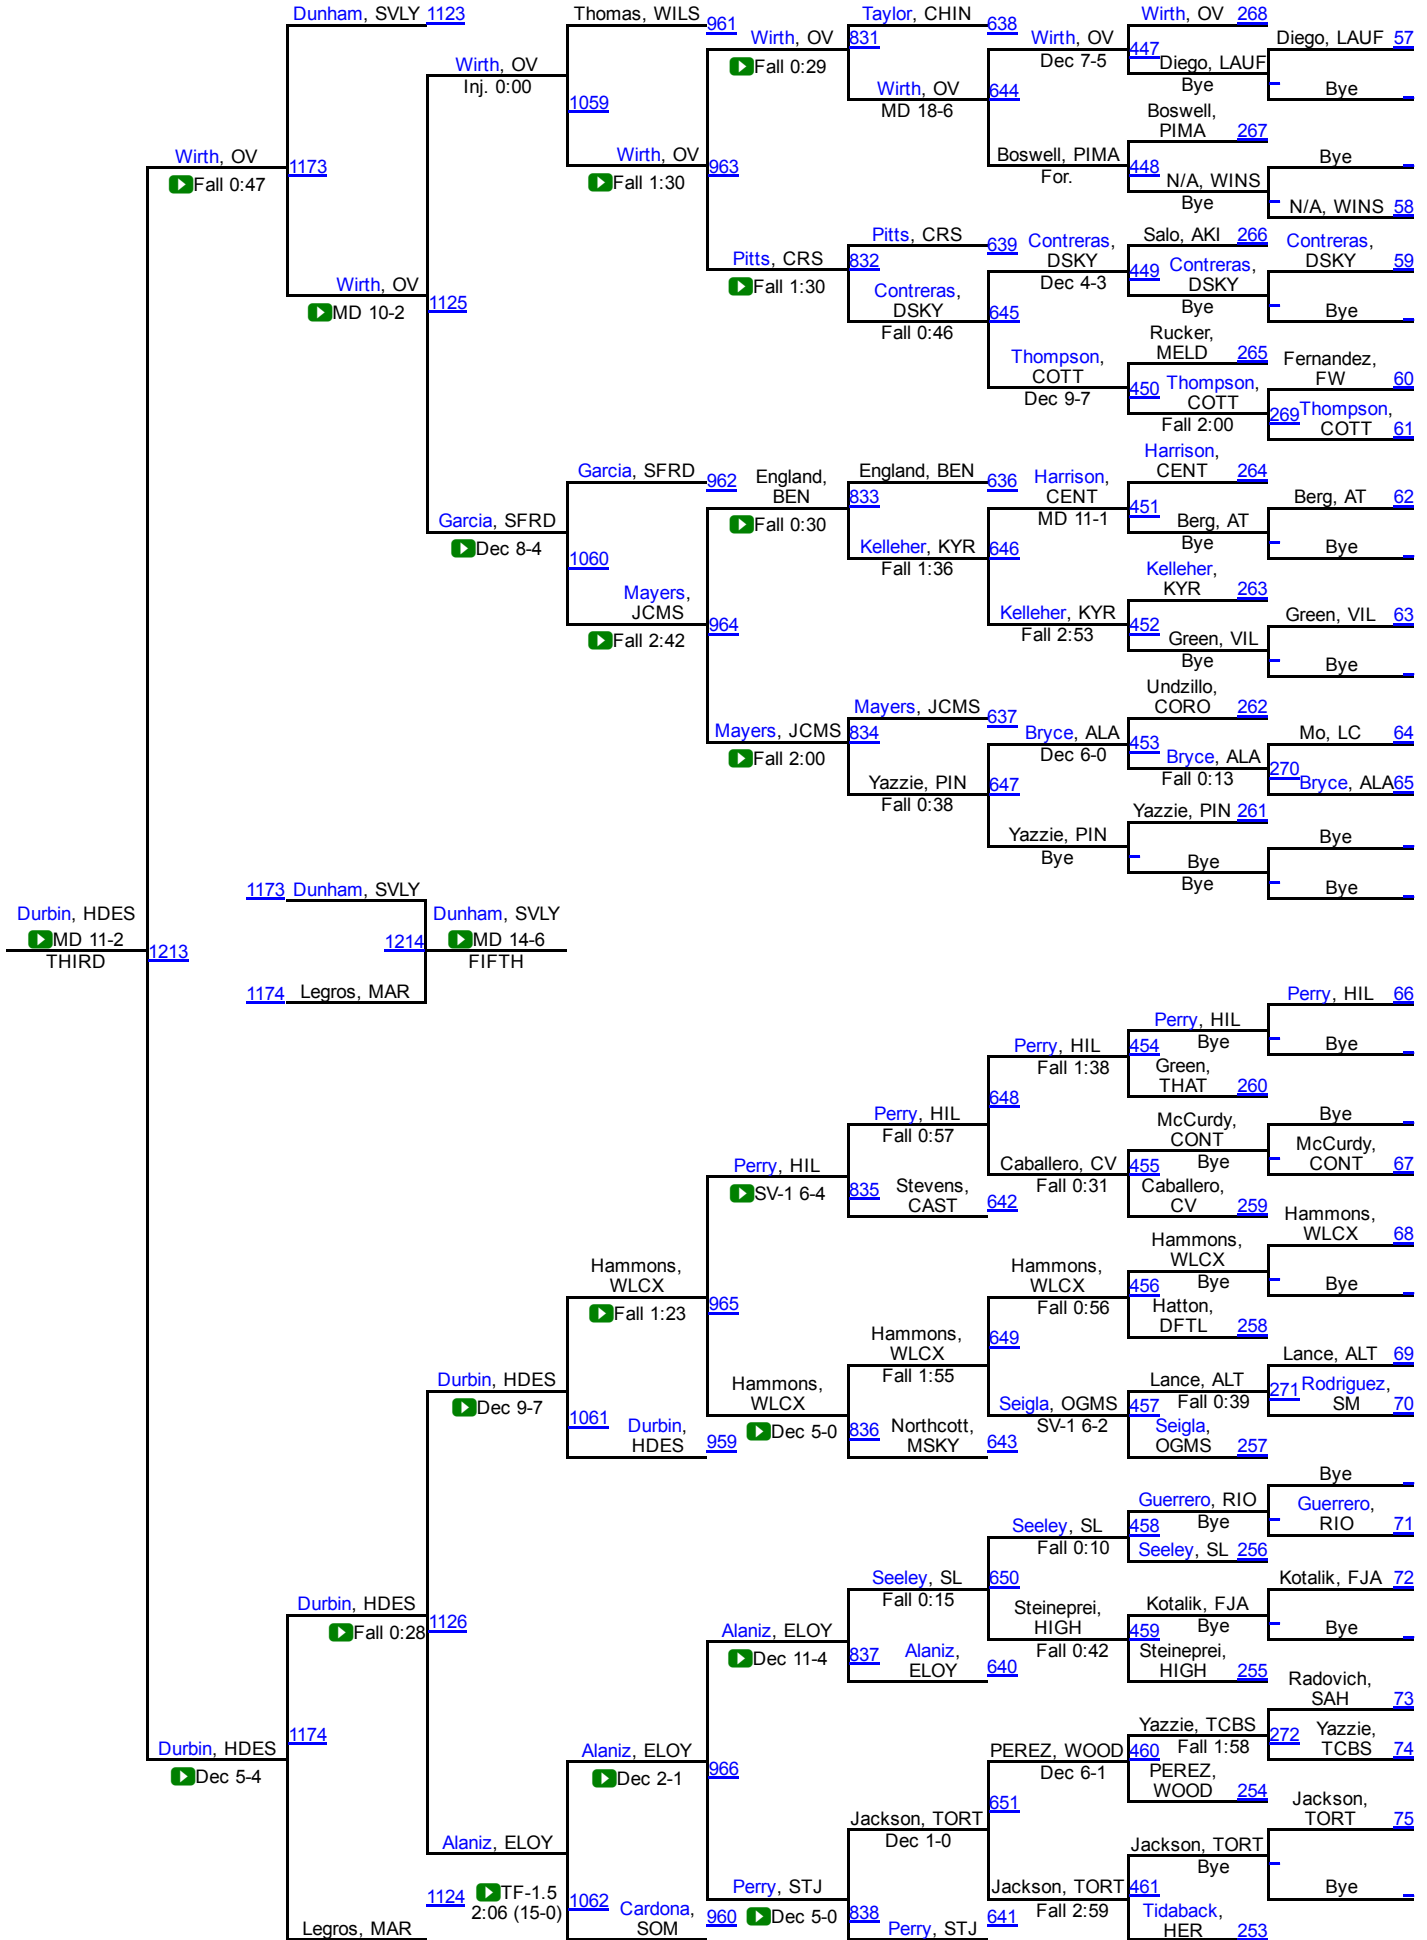 Dunham, SVLY 1123
Thomas, WILS 961
Taylor, CHIN 638
Wirth, OV 268
Diego, LAUF 57
Wirth, OV 831
Fall 0:29
Wirth, OV 447
Dec 7-5
Diego, LAUF
Bye
Bye
Wirth, OV
Inj. 0:00
1059
Wirth, OV 644
MD 18-6
Boswell,
PIMA 267
Wirth, OV 1173
Fall 0:47
Wirth, OV 963
Fall 1:30
Boswell, PIMA 448
For.
N/A, WINS
Bye
Bye
N/A, WINS 58
Pitts, CRS 639
Contreras,
DSKY 449
Dec 4-3
Salo, AKI 266
Contreras,
DSKY 59
Pitts, CRS 832
Fall 1:30
Contreras,
DSKY
Bye
Bye
Wirth, OV 1125
MD 10-2
Contreras,
DSKY 645
Fall 0:46
Rucker,
MELD 265
Fernandez,
FW 60
Thompson,
COTT 450
Dec 9-7
Thompson,
COTT 269
Fall 2:00
Thompson,
COTT 61
Harrison,
CENT 264
Garcia, SFRD 962
England,
BEN 833
Fall 0:30
England, BEN 636
Harrison,
CENT 451
MD 11-1
Berg, AT 62
Garcia, SFRD
Dec 8-4
1060
Berg, AT
Bye
Bye
Kelleher, KYR 646
Fall 1:36
Kelleher,
KYR 263
Mayers,
JCMS 964
Fall 2:42
Kelleher, KYR 452
Fall 2:53
Green, VIL 63
Green, VIL
Bye
Bye
Undzillo,
CORO 262
Mayers, JCMS 637
Mayers, JCMS 834
Fall 2:00
Bryce, ALA 453
Dec 6-0
Mo, LC 64
Bryce, ALA 270
Fall 0:13
Bryce, ALA 65
Yazzie, PIN 647
Fall 0:38
Yazzie, PIN 261
Yazzie, PIN
Bye
Bye
Bye
Bye
Bye
1173 Dunham, SVLY
Durbin, HDES
MD 11-2
THIRD
1213
1214
Dunham, SVLY
MD 14-6
FIFTH
1174 Legros, MAR
Perry, HIL 66
Perry, HIL
454 Bye
Bye
Perry, HIL
Fall 1:38
Green,
THAT 260
648
Perry, HIL
Fall 0:57
McCurdy,
CONT
455 Bye
Bye
McCurdy,
CONT 67
Perry, HIL
SV-1 6-4
Caballero, CV
Fall 0:31
Caballero,
CV 259
835 Stevens,
CAST 642
Hammons,
WLCX 68
Hammons,
WLCX
456 Bye
Bye
Hammons,
WLCX
Fall 1:23
965
Hammons,
WLCX
Fall 0:56
Hatton,
DFTL 258
649
Hammons,
WLCX
Fall 1:55
Lance, ALT 69
Durbin, HDES
Dec 9-7
Hammons,
WLCX
Dec 5-0
Lance, ALT
457 Fall 0:39
271 Rodriguez,
SM 70
Seigla, OGMS
SV-1 6-2
Seigla,
OGMS 257
1061 Durbin,
HDES 959
836 Northcott,
MSKY 643
Bye
Guerrero, RIO
458 Bye
Guerrero,
RIO 71
Seeley, SL
Fall 0:10
Seeley, SL 256
650
Seeley, SL
Fall 0:15
Kotalik, FJA 72
Kotalik, FJA
459 Bye
Bye
Durbin, HDES
Fall 0:28
1126
Alaniz, ELOY
Dec 11-4
Steineprei,
HIGH
Fall 0:42
Steineprei,
HIGH 255
837 Alaniz,
ELOY 640
Radovich,
SAH 73
1174
Yazzie, TCBS
460 Fall 1:58
272 Yazzie,
TCBS 74
Durbin, HDES
Dec 5-4
Alaniz, ELOY
Dec 2-1
966
PEREZ, WOOD
Dec 6-1
PEREZ,
WOOD 254
651
Jackson, TORT
Dec 1-0
Jackson,
TORT 75
Jackson, TORT
Bye
Alaniz, ELOY
Perry, STJ
Dec 5-0
Jackson, TORT
Fall 2:59
461
Bye
1124 TF-1.5
2:06 (15-0)
1062 Cardona,
SOM 960
838 Perry, STJ 641
Tidaback,
HER 253
Legros, MAR